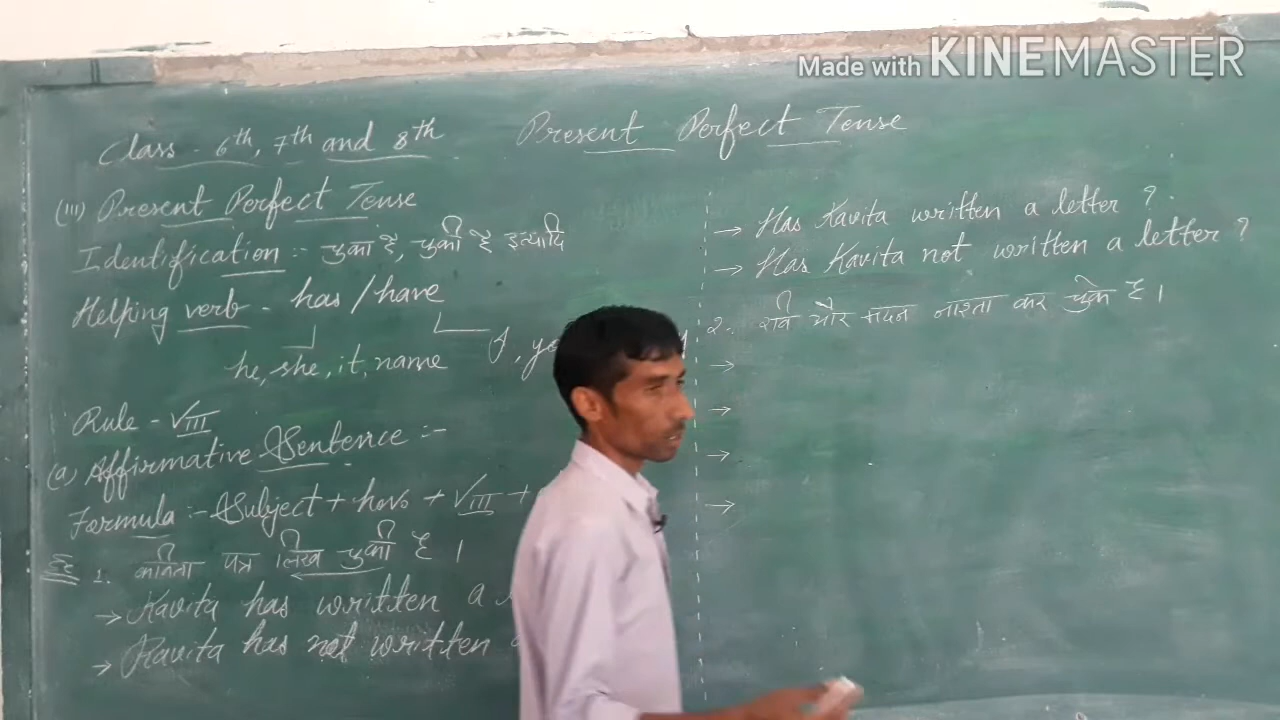 Made with KINEMASTER
Class - 6th, 7th and 8th
Present Perfect Tense
(III) Present Perfect Tense
Identification :- चुका है, चुकी है इत्यादि
Helping verb - has / have
he, she, it, name
I,
Rule - VIII
(a) Affirmative Sentence :-
Formula :- Subject + h + VIII +
1. कविता पत्र लिख चुकी है ।
→ Kavita has written a
→ Kavita has not written
→ Has Kavita written a letter ?
→ Has Kavita not written a letter ?
2. रवि और मदन नाश्ता कर चुके है ।
→
→
→
→